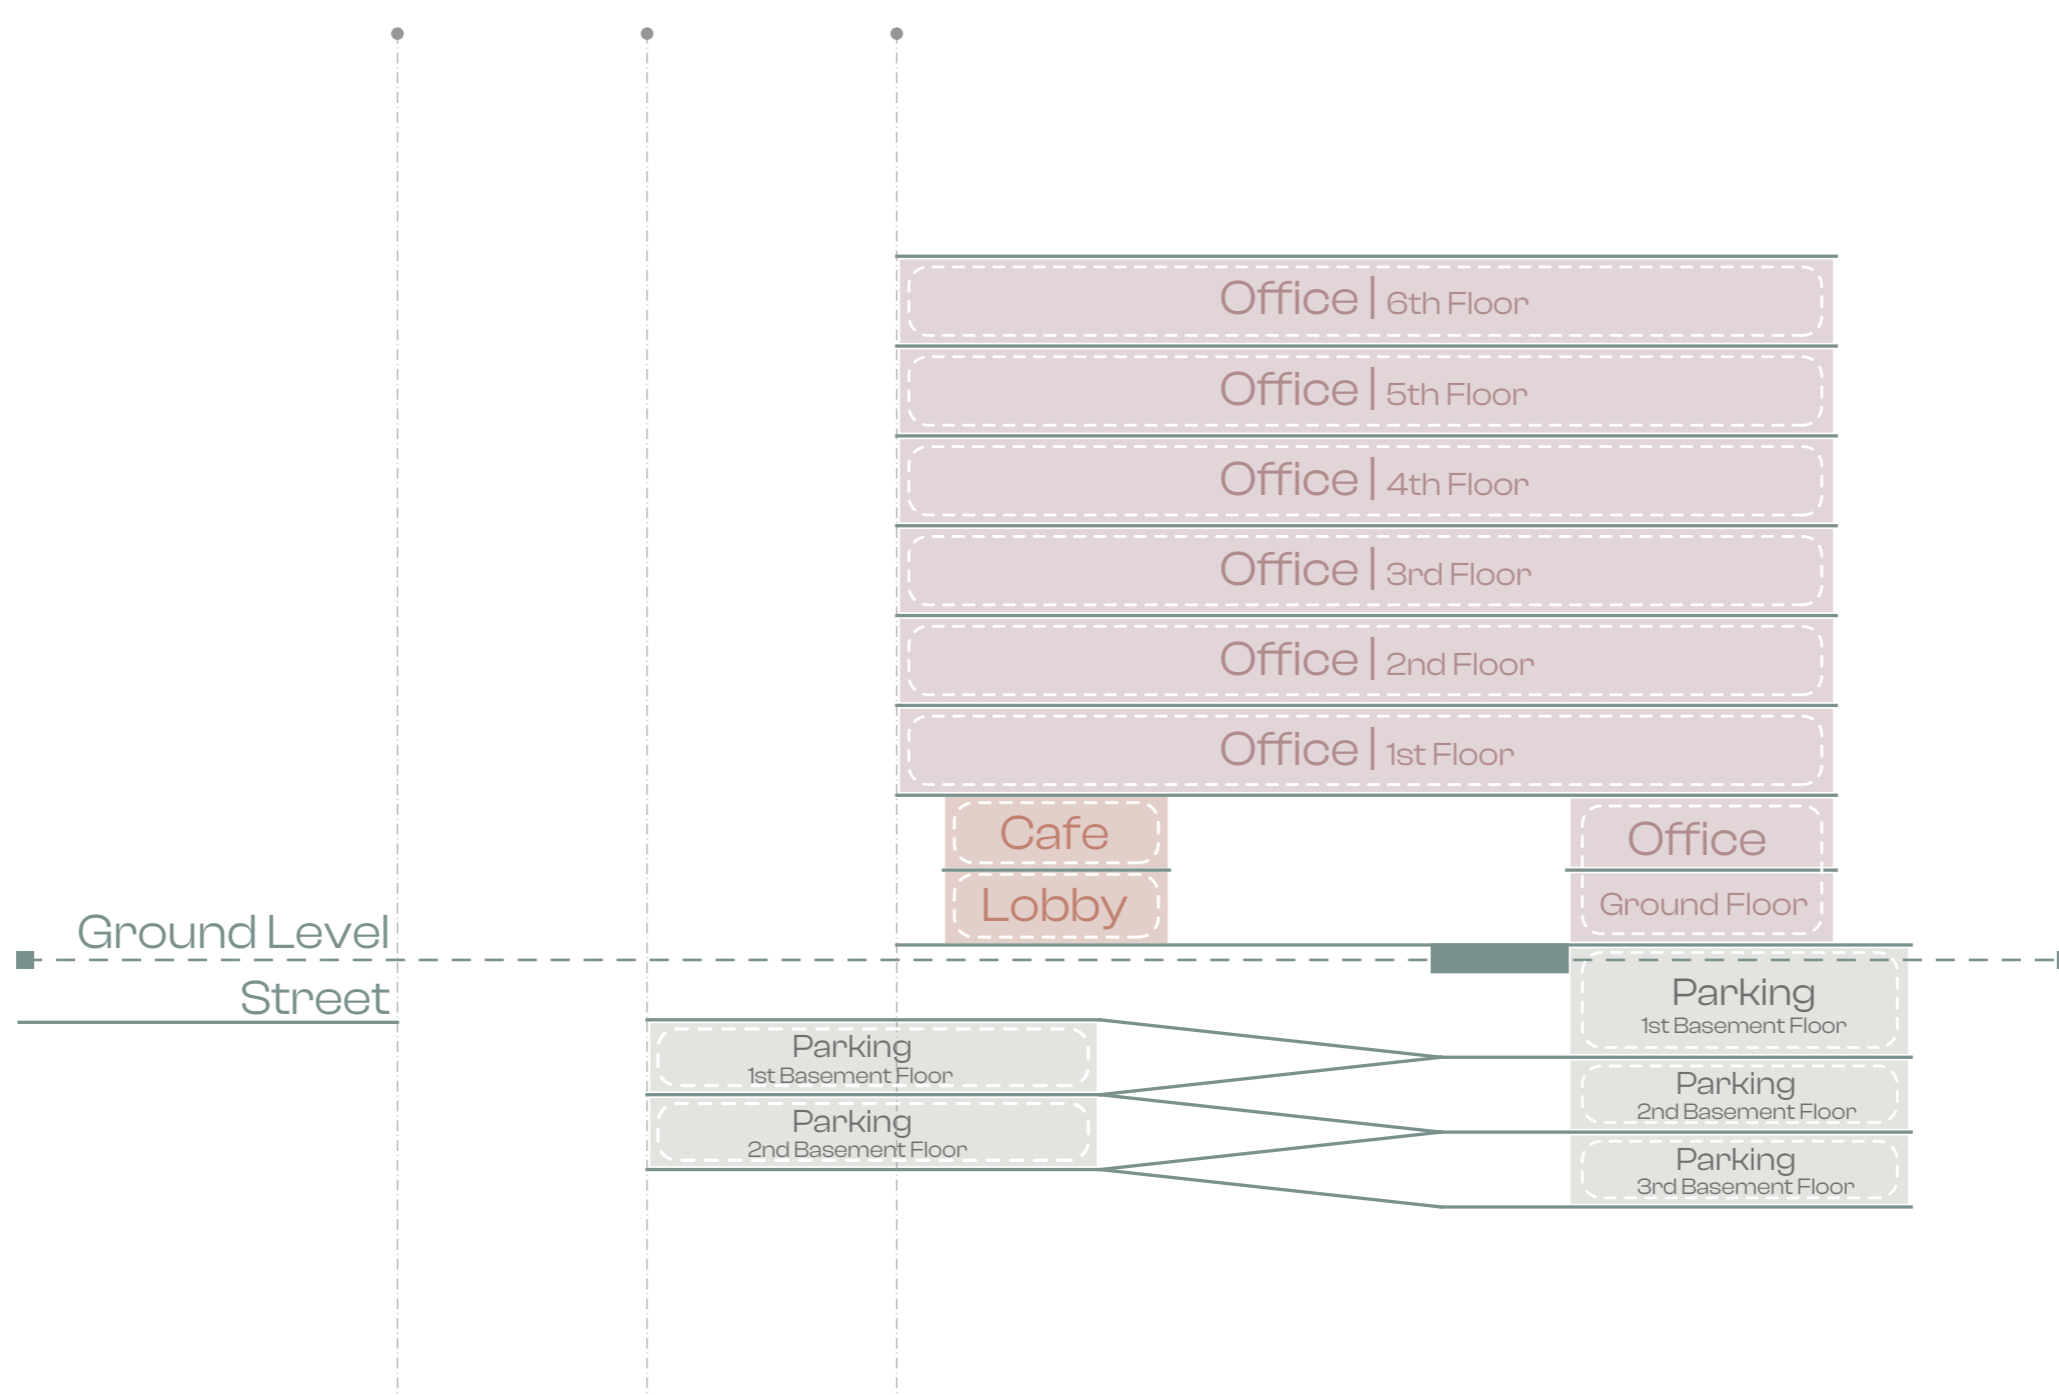 Office | 6th Floor
Office | 5th Floor
Office | 4th Floor
Office | 3rd Floor
Office | 2nd Floor
Office | 1st Floor
Cafe
Office
Lobby
Ground Floor
Ground Level
Street
Parking
1st Basement Floor
Parking
1st Basement Floor
Parking
2nd Basement Floor
Parking
2nd Basement Floor
Parking
3rd Basement Floor